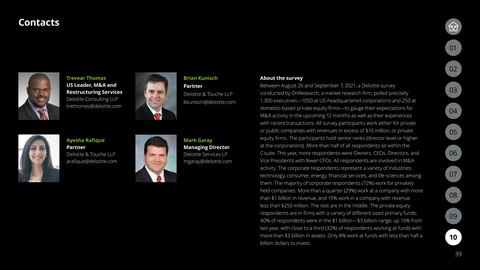 Contacts
Trevear Thomas
US Leader, M&A and
Restructuring Services
Deloitte Consulting LLP
trethomas@deloitte.com
Brian Kunisch
Partner
Deloitte & Touche LLP
bkunisch@deloitte.com
Ayesha Rafique
Partner
Deloitte & Touche LLP
arafique@deloitte.com
Mark Garay
Managing Director
Deloitte Services LP
mgaray@deloitte.com
About the survey
Between August 26 and September 7, 2021, a Deloitte survey
conducted by OnResearch, a market research firm, polled precisely
1,300 executives—1050 at US-headquartered corporations and 250 at
domestic-based private equity firms—to gauge their expectations for
M&A activity in the upcoming 12 months as well as their experiences
with recent transactions. All survey participants work either for private
or public companies with revenues in excess of $10 million, or private
equity firms. The participants hold senior ranks (director level or higher
at the corporations). More than half of all respondents sit within the
C-suite. This year, more respondents were Owners, CEOs, Directors, and
Vice Presidents with fewer CFOs. All respondents are involved in M&A
activity. The corporate respondents represent a variety of industries:
technology, consumer, energy, financial services, and life sciences among
them. The majority of corporate respondents (72%) work for privately
held companies. More than a quarter (29%) work at a company with more
than $1 billion in revenue, and 15% work in a company with revenue
less than $250 million. The rest are in the middle. The private equity
respondents are in firms with a variety of different sized primary funds:
40% of respondents were in the $1 billion—$3 billion range, up 19% from
last year, with close to a third (32%) of respondents working at funds with
more than $3 billion in assets. Only 8% work at funds with less than half a
billion dollars to invest.
01
02
03
04
05
06
07
08
09
10
39